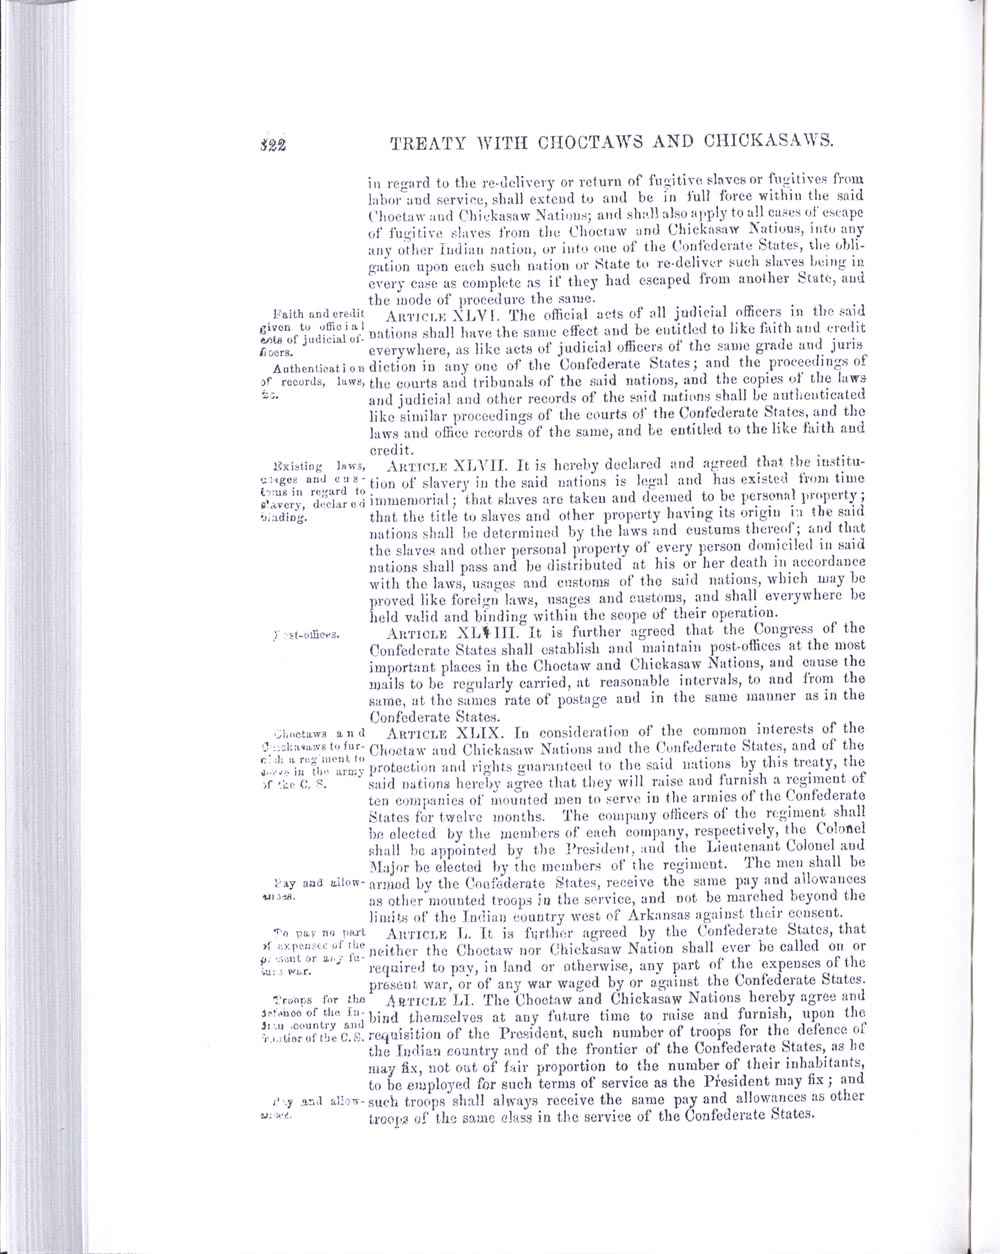 322 TREATY WITH CHOCTAWS AND CHICKASAWS.
in regard to the re-delivery or return of fugitive slaves or fugitives from
labor and service, shall extend to and be in full force within the said
Choctaw and Chickasaw Nations; and shall also apply to all cases of escape
of fugitive slaves from the Choctaw and Chickasaw Nations, into any
any other Indian nation, or into one of the Confederate States, the obli-
gation upon each such nation or State to re-deliver such slaves being in
every case as complete as if they had escaped from another State, and
the mode of procedure the same.
Faith and credit
given to official
acts of judicial of-
ficers.
ARTICLE XLVI. The official acts of all judicial officers in the said
nations shall have the same effect and be entitled to like faith and credit
everywhere, as like acts of judicial officers of the same grade and juris
Authentication
of records, laws,
&c.
diction in any one of the Confederate States; and the proceedings of
the courts and tribunals of the said nations, and the copies of the laws
and judicial and other records of the said nations shall be authenticated
like similar proceedings of the courts of the Confederate States, and the
laws and office records of the same, and be entitled to the like faith and
credit.
Existing laws,
usages and cus-
toms in regard to
slavery, declared
binding.
ARTICLE XLVII. It is hereby declared and agreed that the institu-
tion of slavery in the said nations is legal and has existed from time
immemorial; that slaves are taken and deemed to be personal property;
that the title to slaves and other property having its origin in the said
nations shall be determined by the laws and customs thereof; and that
the slaves and other personal property of every person domiciled in said
nations shall pass and be distributed at his or her death in accordance
with the laws, usages and customs of the said nations, which may be
proved like foreign laws, usages and customs, and shall everywhere be
held valid and binding within the scope of their operation.
Post-offices.
ARTICLE XLVIII. It is further agreed that the Congress of the
Confederate States shall establish and maintain post-offices at the most
important places in the Choctaw and Chickasaw Nations, and cause the
mails to be regularly carried, at reasonable intervals, to and from the
same, at the sames rate of postage and in the same manner as in the
Confederate States.
Choctaws and
Chickasaws to fur-
nish a regiment to
serve in the army
of the C. S.
ARTICLE XLIX. In consideration of the common interests of the
Choctaw and Chickasaw Nations and the Confederate States, and of the
protection and rights guaranteed to the said nations by this treaty, the
said nations hereby agree that they will raise and furnish a regiment of
ten companies of mounted men to serve in the armies of the Confederate
States for twelve months. The company officers of the regiment shall
be elected by the members of each company, respectively, the Colonel
shall be appointed by the President, and the Lieutenant Colonel and
Major be elected by the members of the regiment. The men shall be
Pay and allow-
ances.
armed by the Confederate States, receive the same pay and allowances
as other mounted troops in the service, and not be marched beyond the
limits of the Indian country west of Arkansas against their consent.
To pay no part
of expenses of the
present or any fu-
ture war.
ARTICLE L. It is further agreed by the Confederate States, that
neither the Choctaw nor Chickasaw Nation shall ever be called on or
required to pay, in land or otherwise, any part of the expenses of the
present war, or of any war waged by or against the Confederate States.
Troops for the
defence of the In-
dian country and
frontier of the C. S.
ARTICLE LI. The Choctaw and Chickasaw Nations hereby agree and
bind themselves at any future time to raise and furnish, upon the
requisition of the President, such number of troops for the defence of
the Indian country and of the frontier of the Confederate States, as he
may fix, not out of fair proportion to the number of their inhabitants,
to be employed for such terms of service as the President may fix; and
Pay and allow-
ances.
such troops shall always receive the same pay and allowances as other
troops of the same class in the service of the Confederate States.